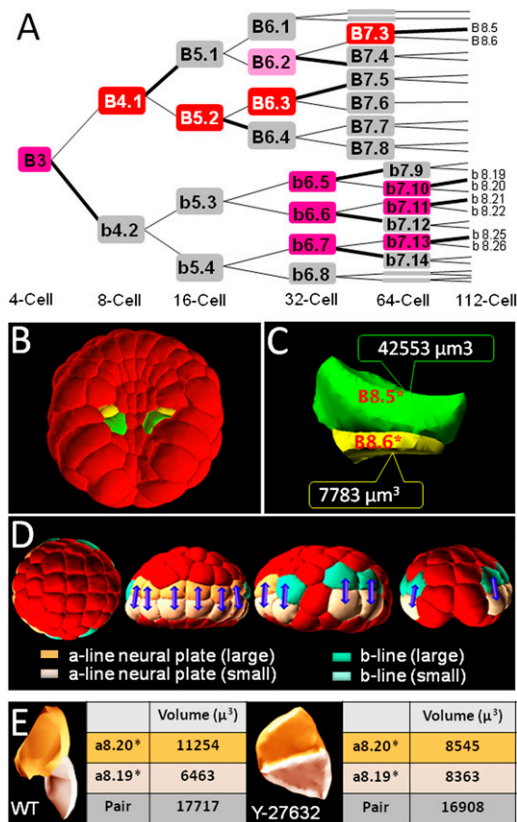 A
B6.1
B5.1
B7.3
B8.5
B8.6
B6.2
B7.4
B4.1
B7.5
B5.2
B6.3
B7.6
B6.4
B7.7
B7.8
B3
b7.9
b6.5
b7.10
b8.19
b8.20
b5.3
b7.11
b8.21
b8.22
b4.2
b6.6
b7.12
b6.7
b7.13
b8.25
b8.26
b5.4
b7.14
b6.8
4-Cell 8-Cell 16-Cell 32-Cell 64-Cell 112-Cell
B
C
42553 µm3
B8.5*
B8.6*
7783 µm³
D
a-line neural plate (large) b-line (large)
a-line neural plate (small) b-line (small)
E
Volume (µ³) Volume (µ³)
a8.20* 11254 a8.20* 8545
a8.19* 6463 a8.19* 8363
WT Pair 17717 Y-27632 Pair 16908